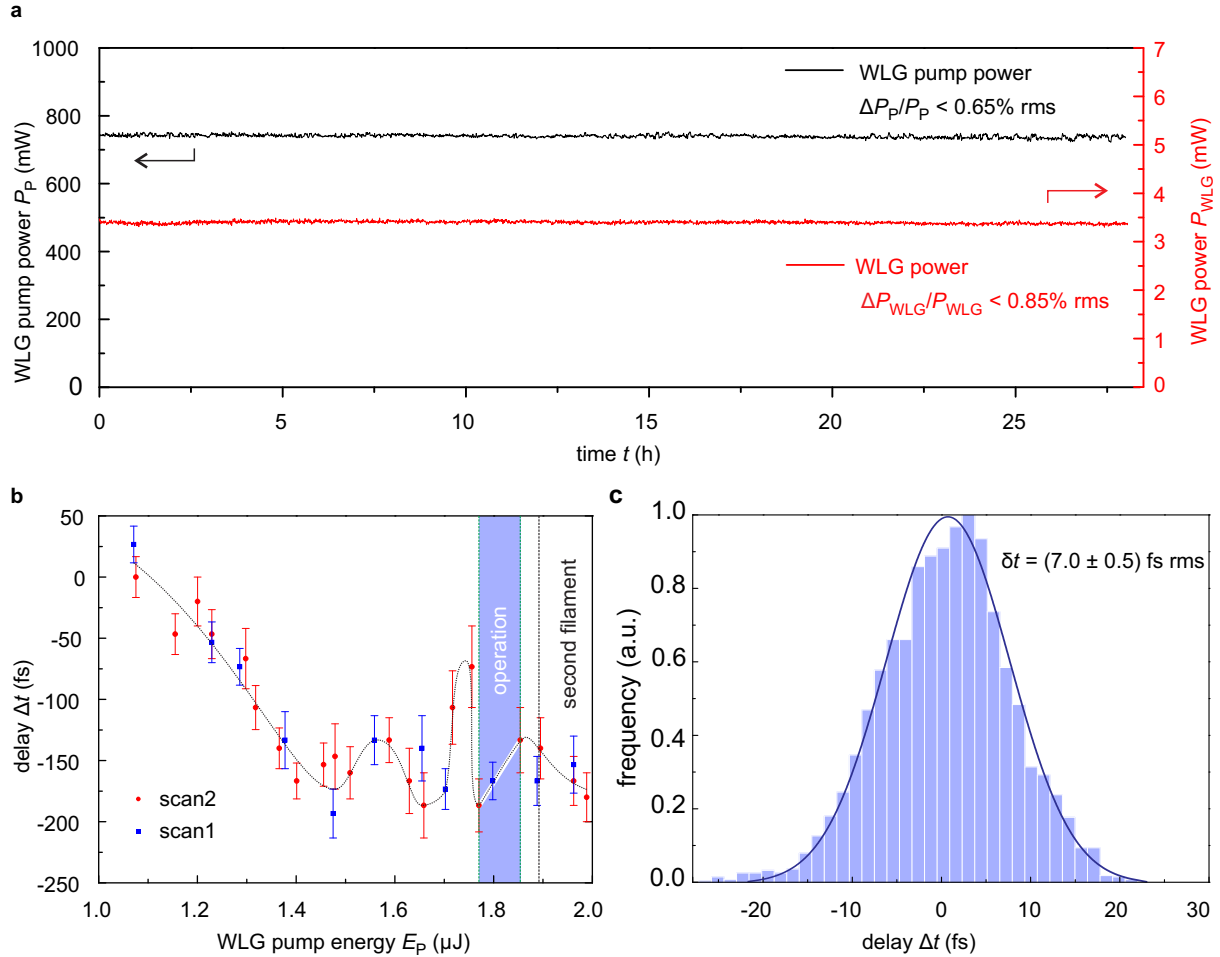 a
1000
800
600
400
200
0
WLG pump power P_P (mW)
7
6
5
4
3
2
1
0
WLG power P_WLG (mW)
WLG pump power
ΔP_P/P_P < 0.65% rms
WLG power
ΔP_WLG/P_WLG < 0.85% rms
0 5 10 15 20 25
time t (h)
b
50
0
-50
-100
-150
-200
-250
delay Δt (fs)
operation
second filament
scan2
scan1
1.0 1.2 1.4 1.6 1.8 2.0
WLG pump energy E_P (μJ)
c
1.0
0.8
0.6
0.4
0.2
0.0
frequency (a.u.)
δt = (7.0 ± 0.5) fs rms
-20 -10 0 10 20 30
delay Δt (fs)